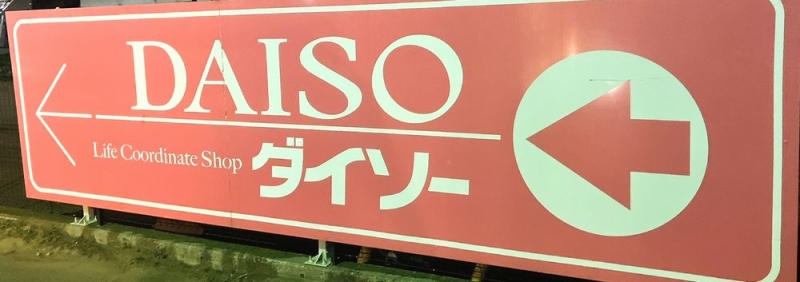 DAISO
Life Coordinate Shop ダイソー